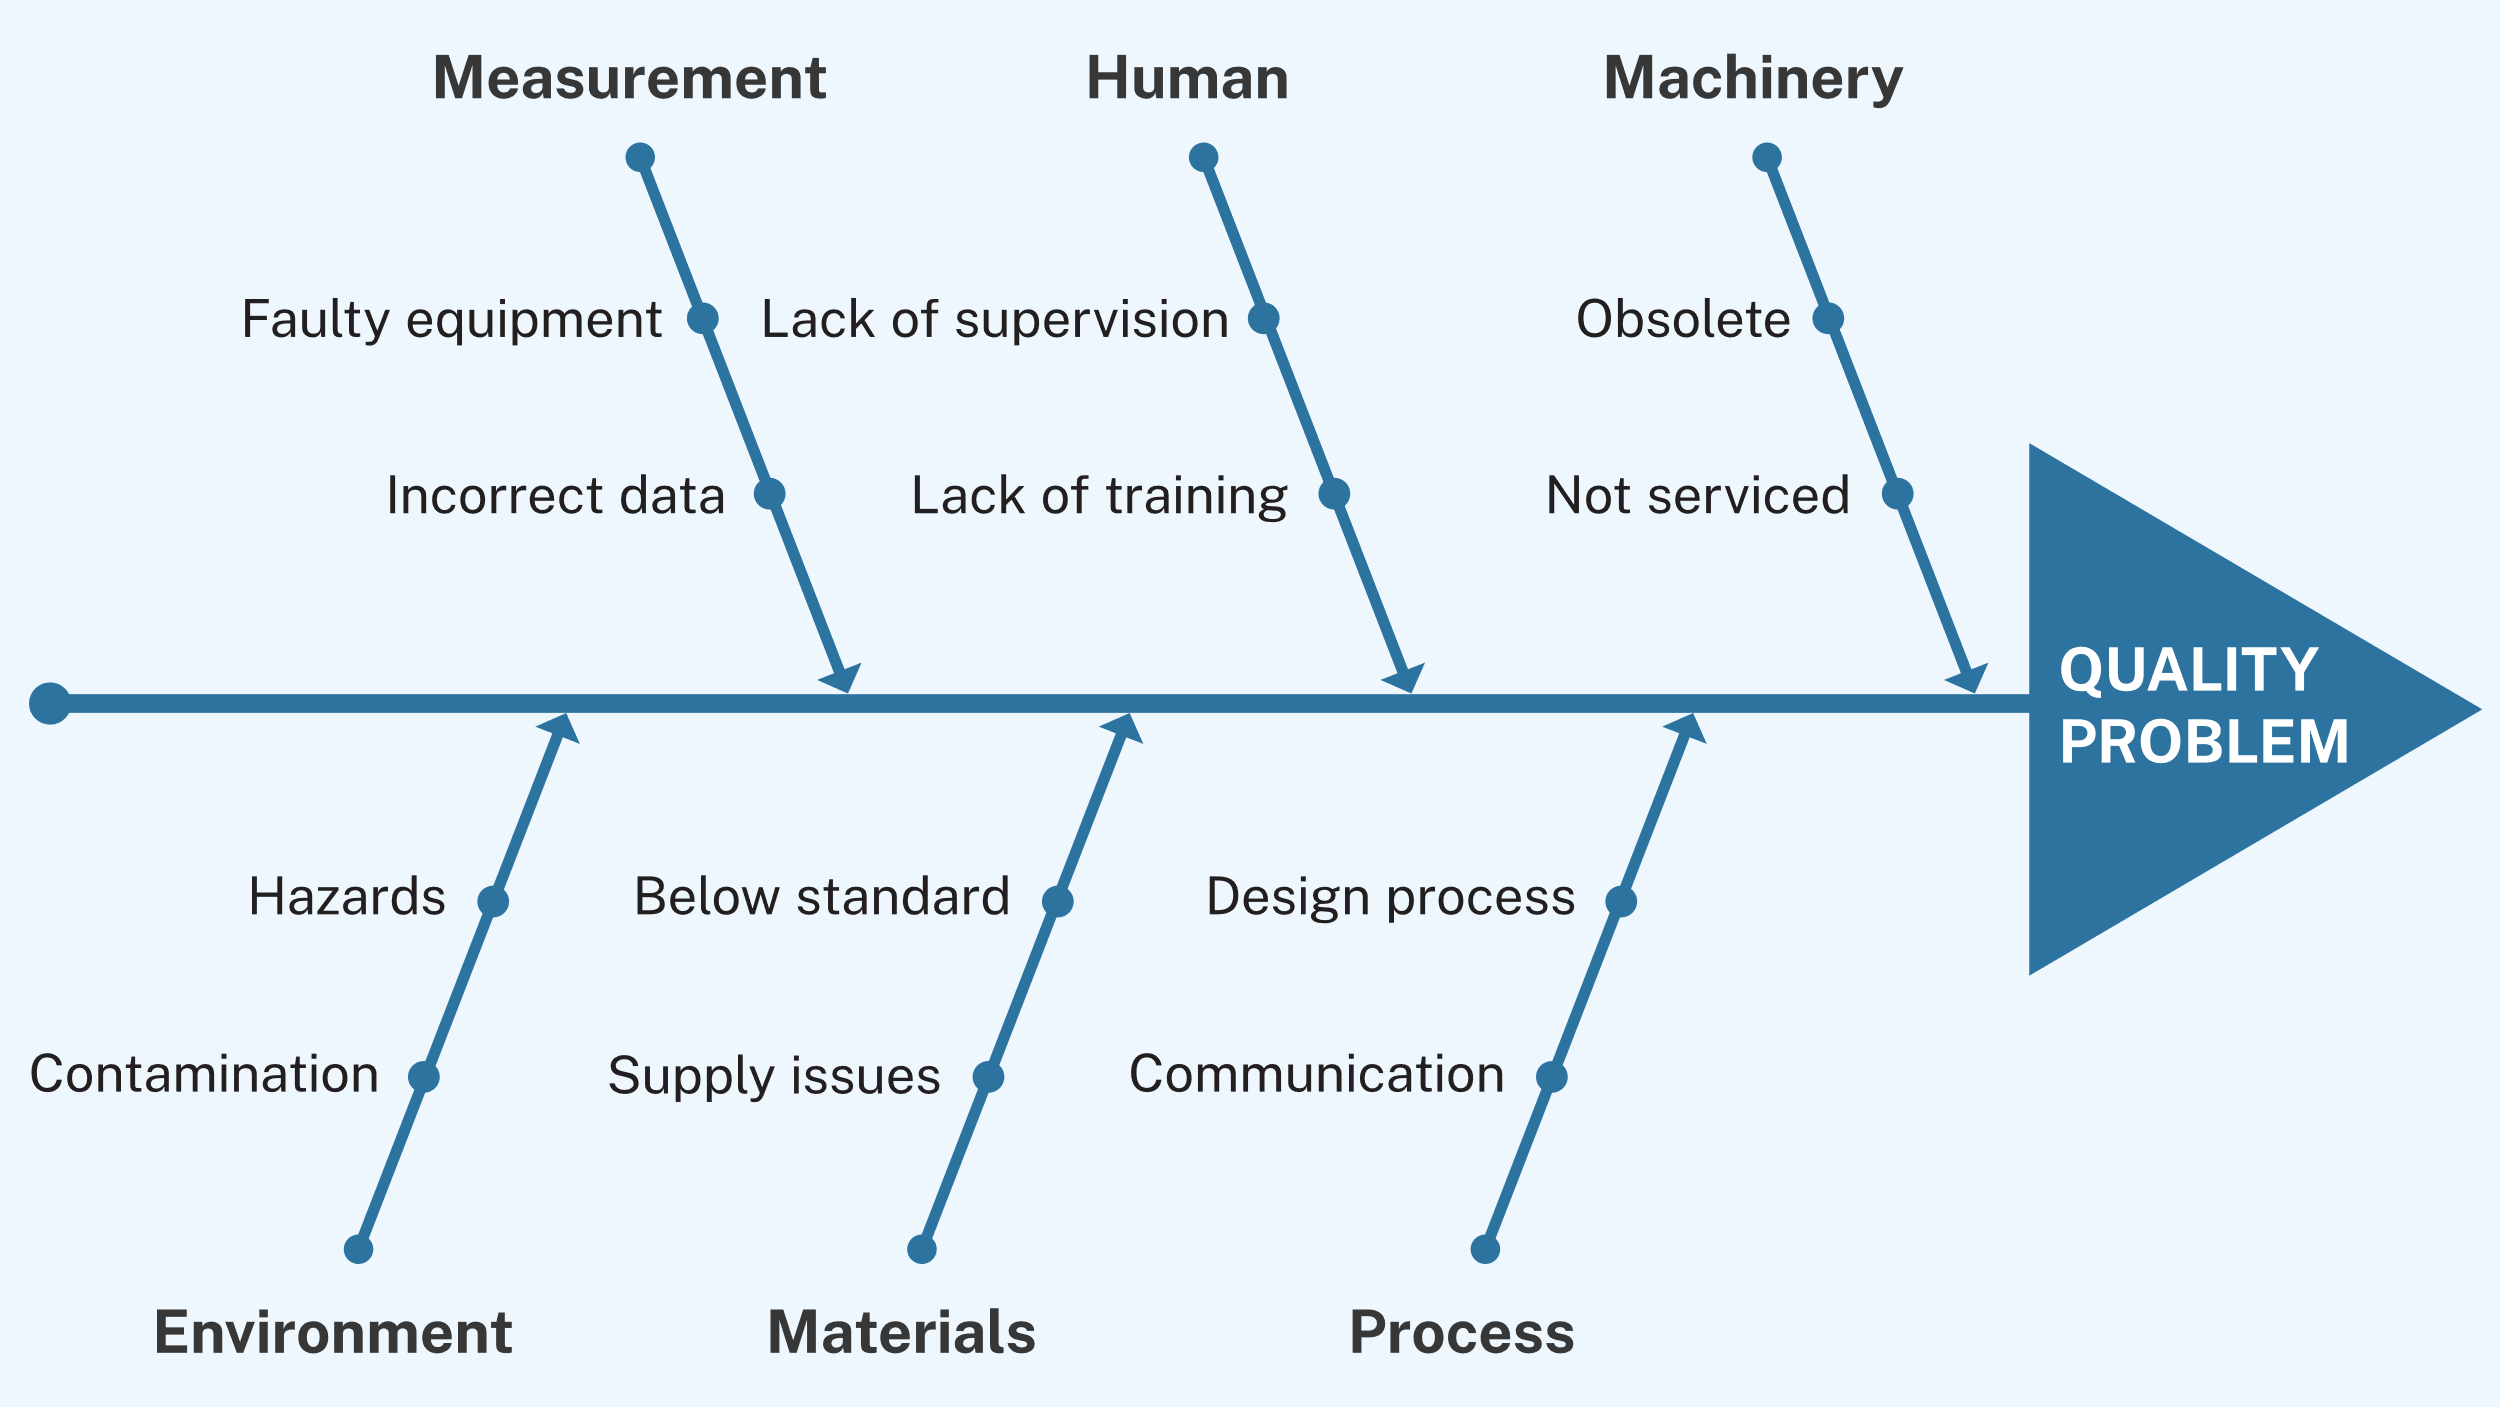 Measurement
Human
Machinery
Faulty equipment
Lack of supervision
Obsolete
Incorrect data
Lack of training
Not serviced
QUALITY
PROBLEM
Hazards
Below standard
Design process
Contamination
Supply issues
Communication
Environment
Materials
Process